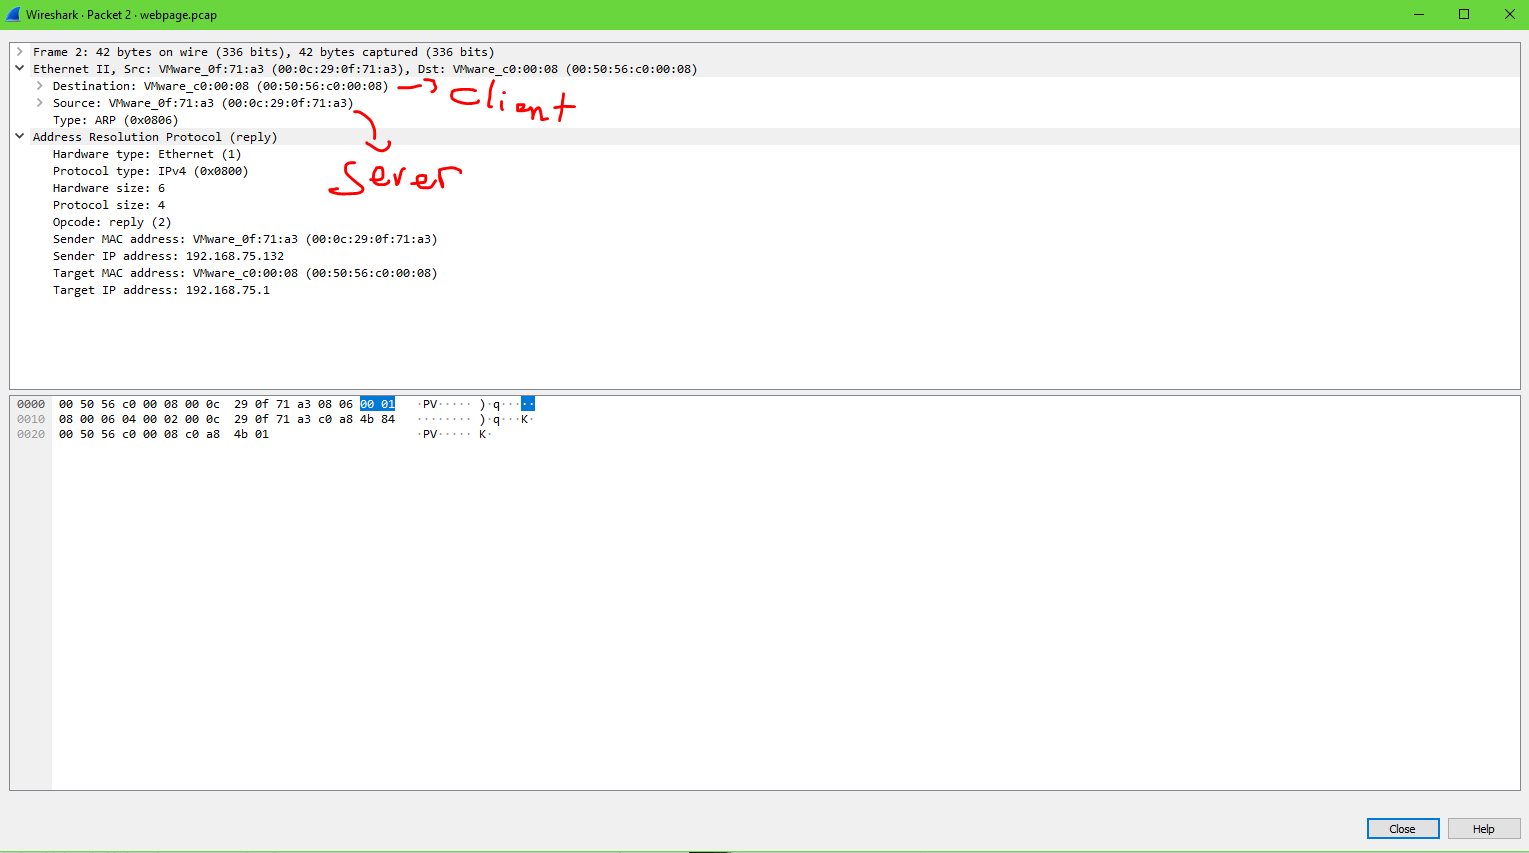 Wireshark · Packet 2 · webpage.pcap
Frame 2: 42 bytes on wire (336 bits), 42 bytes captured (336 bits)
Ethernet II, Src: VMware_0f:71:a3 (00:0c:29:0f:71:a3), Dst: VMware_c0:00:08 (00:50:56:c0:00:08)
Destination: VMware_c0:00:08 (00:50:56:c0:00:08)
Client
Source: VMware_0f:71:a3 (00:0c:29:0f:71:a3)
Type: ARP (0x0806)
Address Resolution Protocol (reply)
Hardware type: Ethernet (1)
Protocol type: IPv4 (0x0800)
Serer
Hardware size: 6
Protocol size: 4
Opcode: reply (2)
Sender MAC address: VMware_0f:71:a3 (00:0c:29:0f:71:a3)
Sender IP address: 192.168.75.132
Target MAC address: VMware_c0:00:08 (00:50:56:c0:00:08)
Target IP address: 192.168.75.1
0000 00 50 56 c0 00 08 00 0c 29 0f 71 a3 08 06 00 01 ·PV····· )·q·····
0010 08 00 06 04 00 02 00 0c 29 0f 71 a3 c0 a8 4b 84 ········ )·q···K·
0020 00 50 56 c0 00 08 c0 a8 4b 01 ·PV····· K·
Close Help